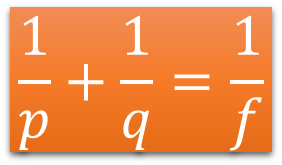 1/p + 1/q = 1/f